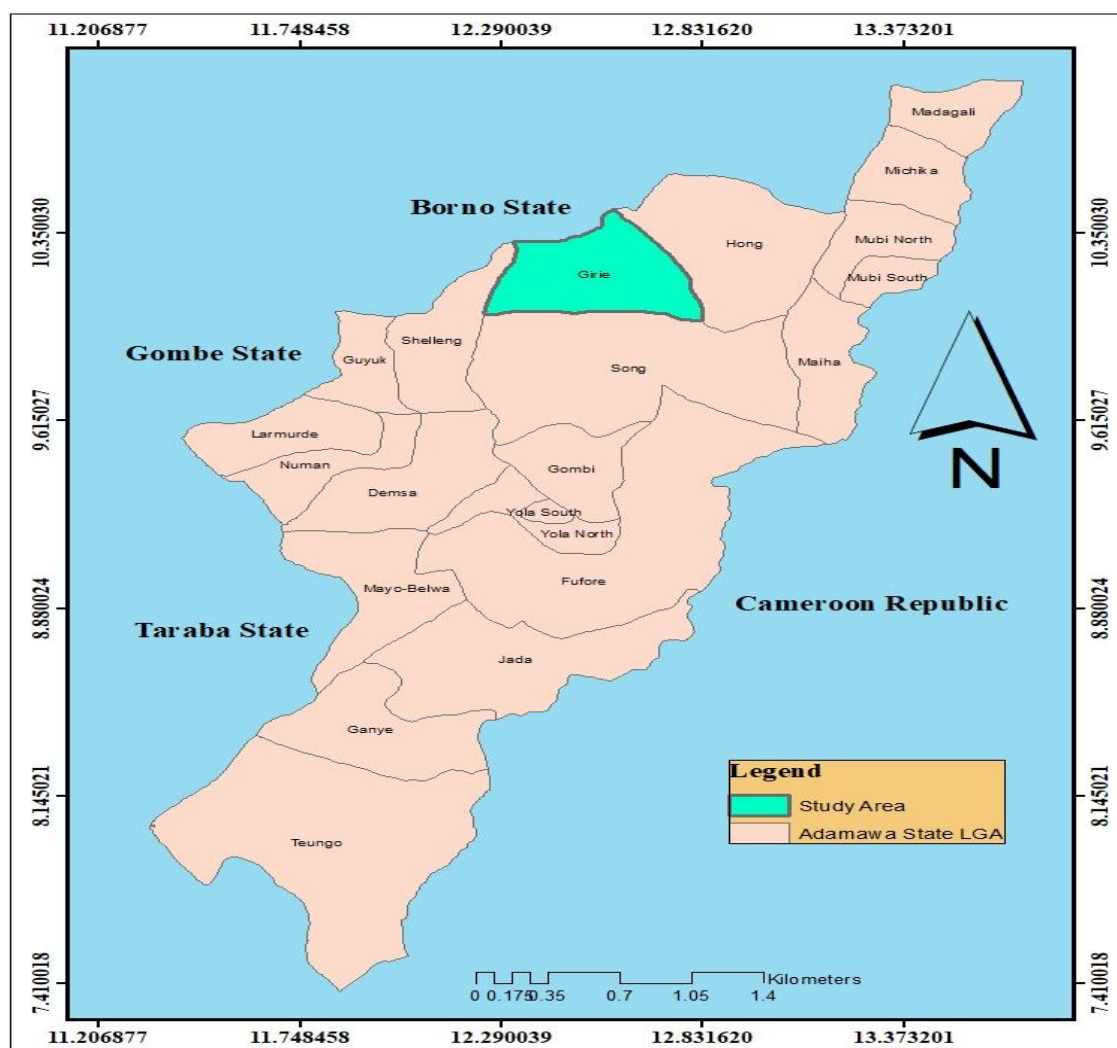 11.206877 11.748458 12.290039 12.831620 13.373201
Madagali
Michika
Borno State
10.350030
Hong
Mubi North
10.350030
Girie
Mubi South
Gombe State
Guyuk
Shelleng
Song
Maiha
9.615027
9.615027
Larmurde
Numan
Gombi
Demsa
N
Yola South
Yola North
Fufore
Mayo-Belwa
8.880024
Cameroon Republic
8.880024
Taraba State
Jada
Ganye
Legend
8.145021
Study Area
8.145021
Adamawa State LGA
Teungo
Kilometers
0 0.175 0.35 0.7 1.05 1.4
7.410018
7.410018
11.206877 11.748458 12.290039 12.831620 13.373201